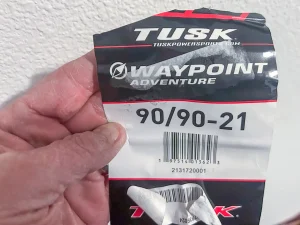 TUSK
TUSKPOWERSPORTS.COM
WAYPOINT
ADVENTURE
90/90-21
2131720001
TUSK